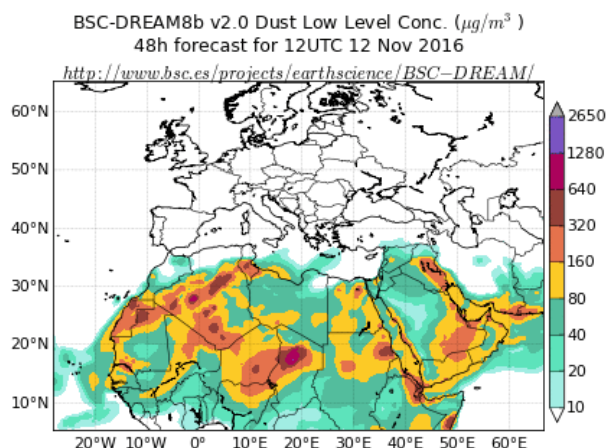 BSC-DREAM8b v2.0 Dust Low Level Conc. (μg/m³ )
48h forecast for 12UTC 12 Nov 2016
http://www.bsc.es/projects/earthscience/BSC−DREAM/
60°N
50°N
40°N
30°N
20°N
10°N
20°W 10°W 0° 10°E 20°E 30°E 40°E 50°E 60°E
2650
1280
640
320
160
80
40
20
10